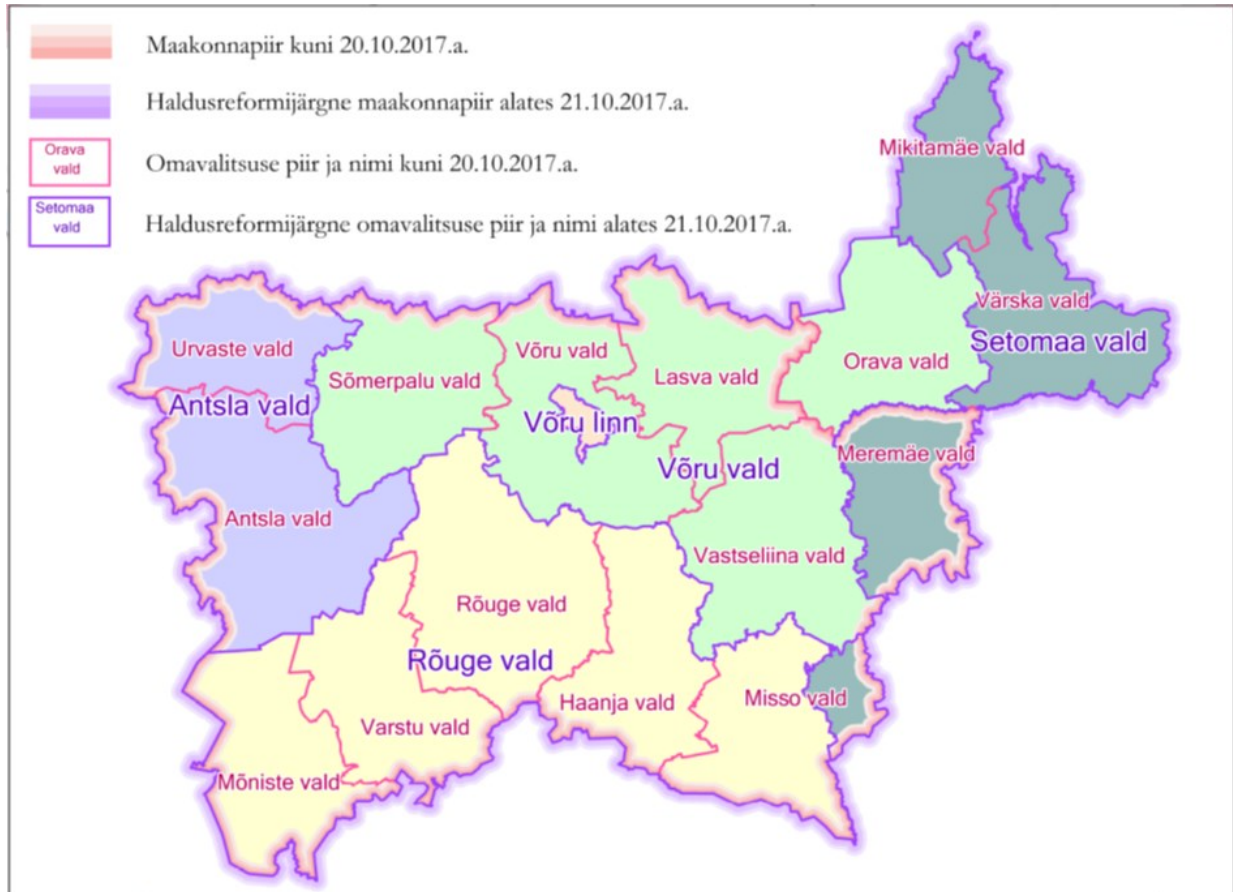 Maakonnapiir kuni 20.10.2017.a.
Haldusreformijärgne maakonnapiir alates 21.10.2017.a.
Orava
vald
Omavalitsuse piir ja nimi kuni 20.10.2017.a.
Setomaa
vald
Haldusreformijärgne omavalitsuse piir ja nimi alates 21.10.2017.a.
Mikitamäe vald
Värska vald
Setomaa vald
Urvaste vald
Võru vald
Orava vald
Sõmerpalu vald
Lasva vald
Antsla vald
Võru linn
Meremäe vald
Võru vald
Antsla vald
Vastseliina vald
Rõuge vald
Rõuge vald
Haanja vald
Misso vald
Varstu vald
Mõniste vald